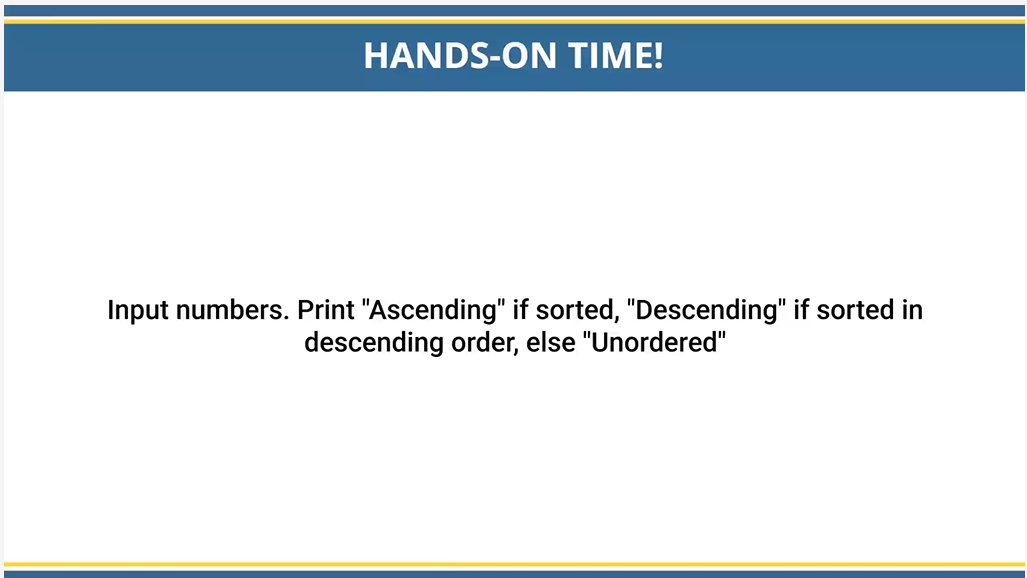 HANDS-ON TIME!
Input numbers. Print "Ascending" if sorted, "Descending" if sorted in
descending order, else "Unordered"